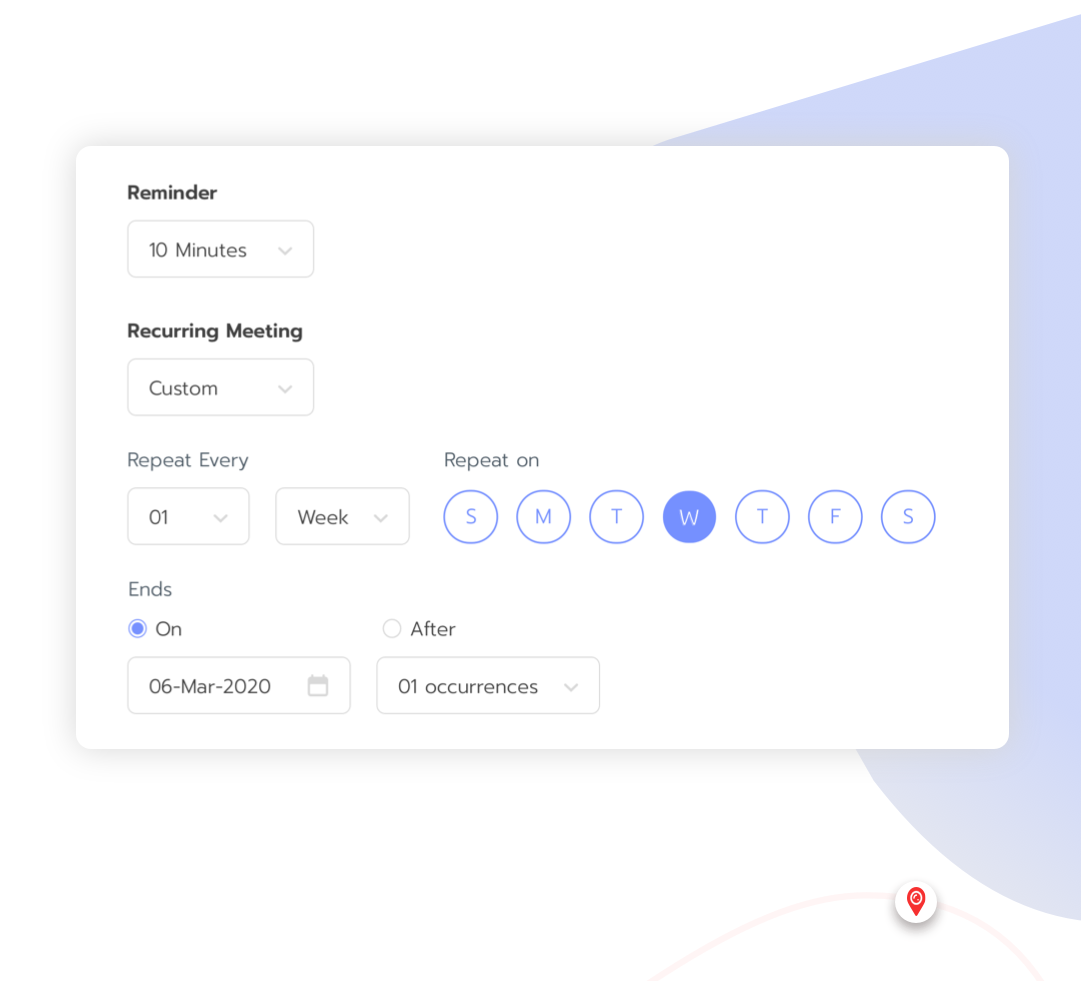 Reminder
10 Minutes
Recurring Meeting
Custom
Repeat Every
Repeat on
01
Week
S M T W T F S
Ends
On
After
06-Mar-2020
01 occurrences